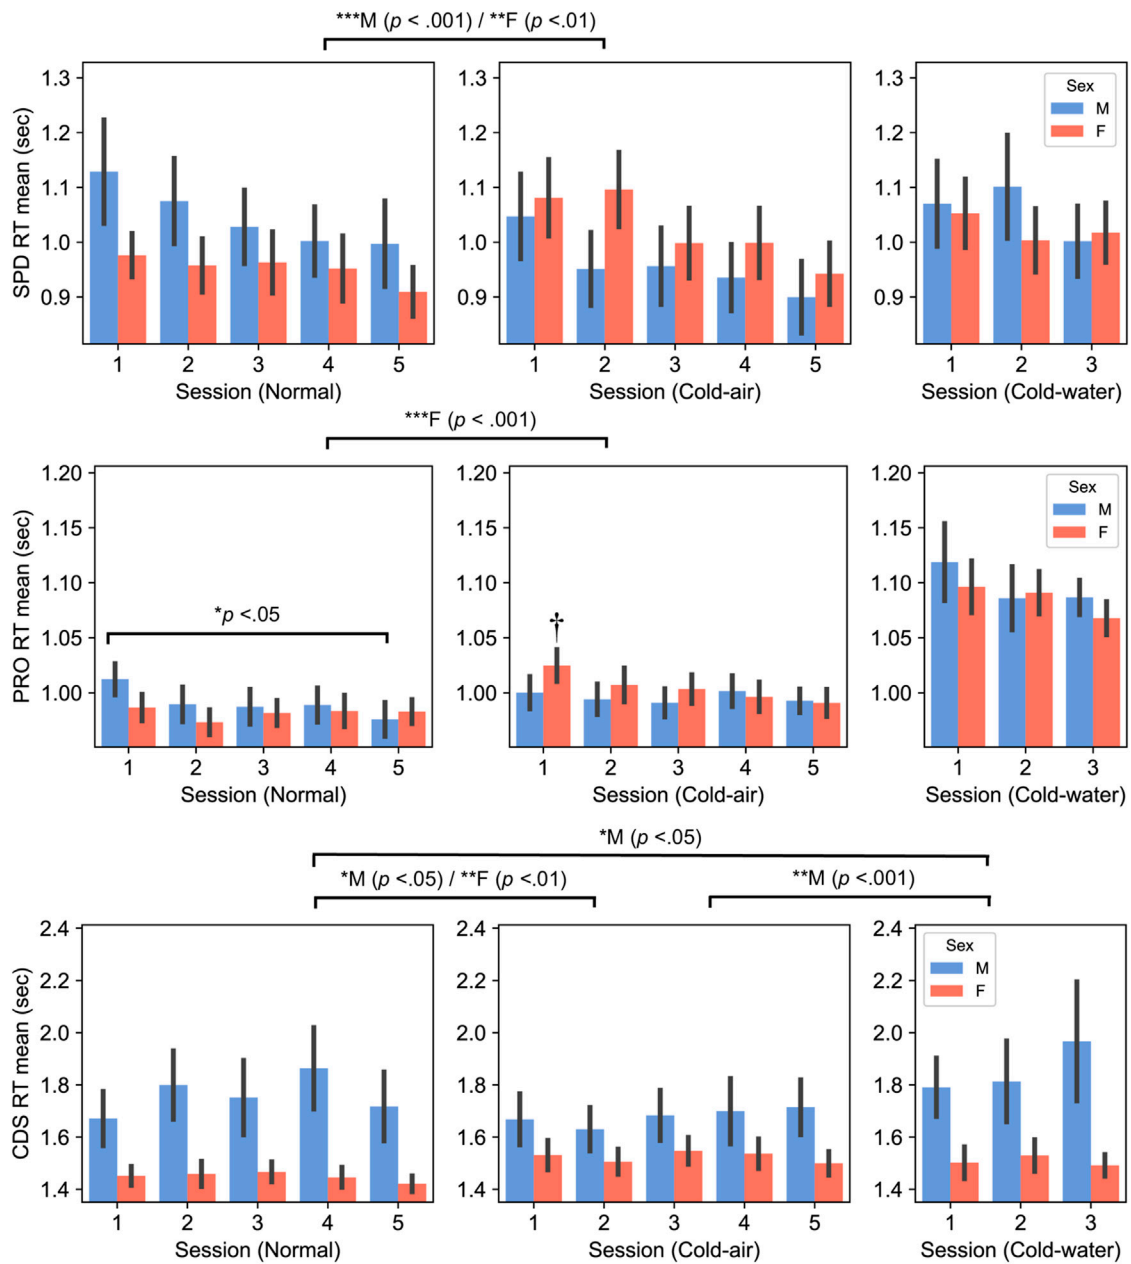 ***M (p < .001) / **F (p <.01)
SPD RT mean (sec)
1.3
1.2
1.1
1.0
0.9
1 2 3 4 5
Session (Normal)
1.3
1.2
1.1
1.0
0.9
1 2 3 4 5
Session (Cold-air)
1.3
1.2
1.1
1.0
0.9
Sex
M
F
1 2 3
Session (Cold-water)
***F (p < .001)
PRO RT mean (sec)
1.20
1.15
1.10
1.05
1.00
*p <.05
1 2 3 4 5
Session (Normal)
1.20
1.15
1.10
1.05
1.00
†
1 2 3 4 5
Session (Cold-air)
1.20
1.15
1.10
1.05
1.00
Sex
M
F
1 2 3
Session (Cold-water)
*M (p <.05)
*M (p <.05) / **F (p <.01)
**M (p <.001)
CDS RT mean (sec)
2.4
2.2
2.0
1.8
1.6
1.4
1 2 3 4 5
Session (Normal)
2.4
2.2
2.0
1.8
1.6
1.4
1 2 3 4 5
Session (Cold-air)
2.4
2.2
2.0
1.8
1.6
1.4
Sex
M
F
1 2 3
Session (Cold-water)